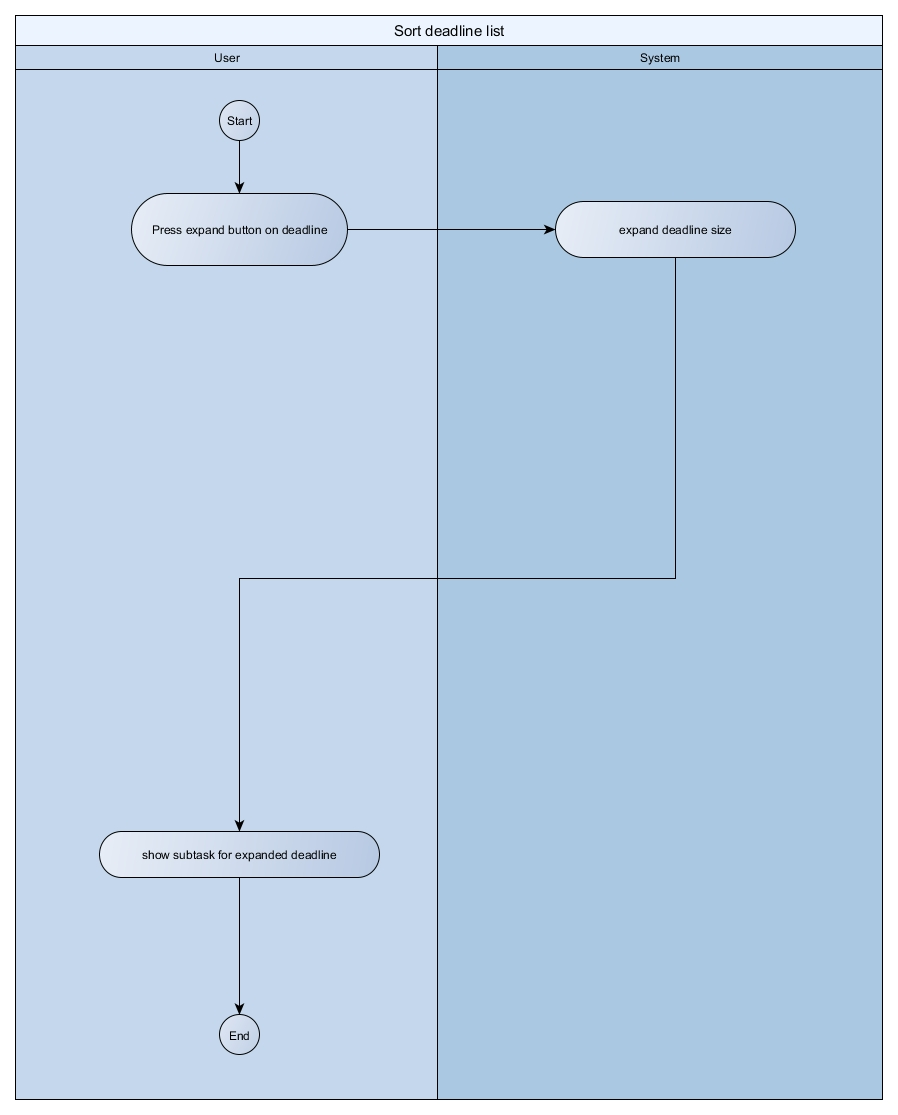 Sort deadline list
User
System
Start
Press expand button on deadline
expand deadline size
show subtask for expanded deadline
End